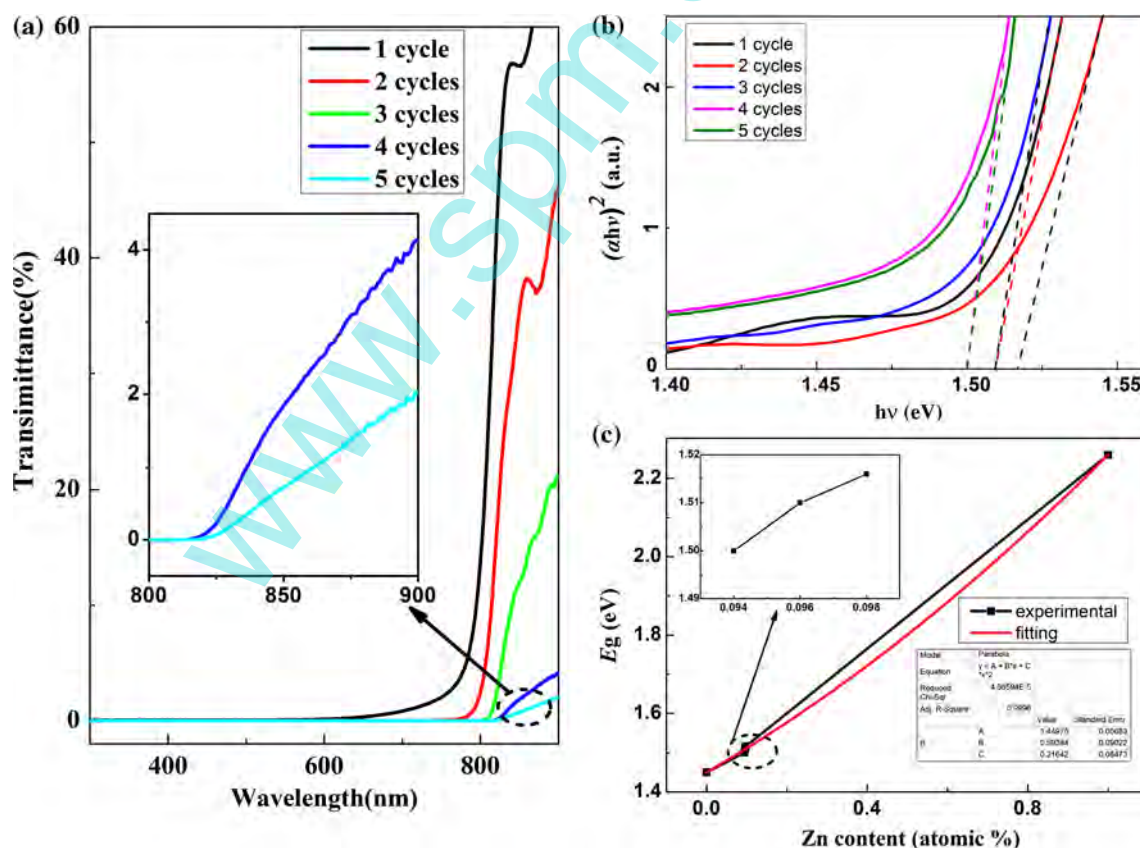 (a)
60
40
20
0
Transimittance(%)
1 cycle
2 cycles
3 cycles
4 cycles
5 cycles
4
2
0
800 850 900
400 600 800
Wavelength(nm)
(b)
2
1
0
(αhν)² (a.u.)
1 cycle
2 cycles
3 cycles
4 cycles
5 cycles
1.40 1.45 1.50 1.55
hν (eV)
(c)
2.2
2.0
1.8
1.6
1.4
Eg (eV)
1.52
1.51
1.50
1.49
0.094 0.096 0.098
experimental
fitting
Model Parabola
Equation y = A + B*x + C
*x^2
Reduced
Chi-Sqr
Adj. R-Square
Value Standard Error
A
B
C
0.0 0.4 0.8
Zn content (atomic %)
www.spm.